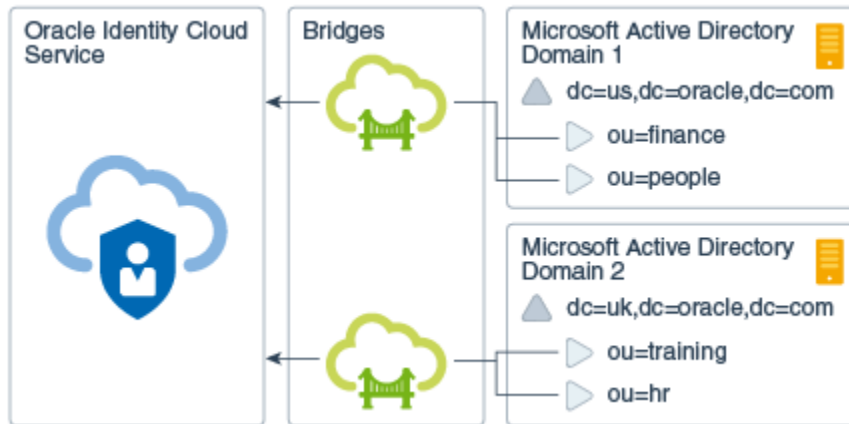 Oracle Identity Cloud
Service
Bridges
Microsoft Active Directory
Domain 1
dc=us,dc=oracle,dc=com
ou=finance
ou=people
Microsoft Active Directory
Domain 2
dc=uk,dc=oracle,dc=com
ou=training
ou=hr